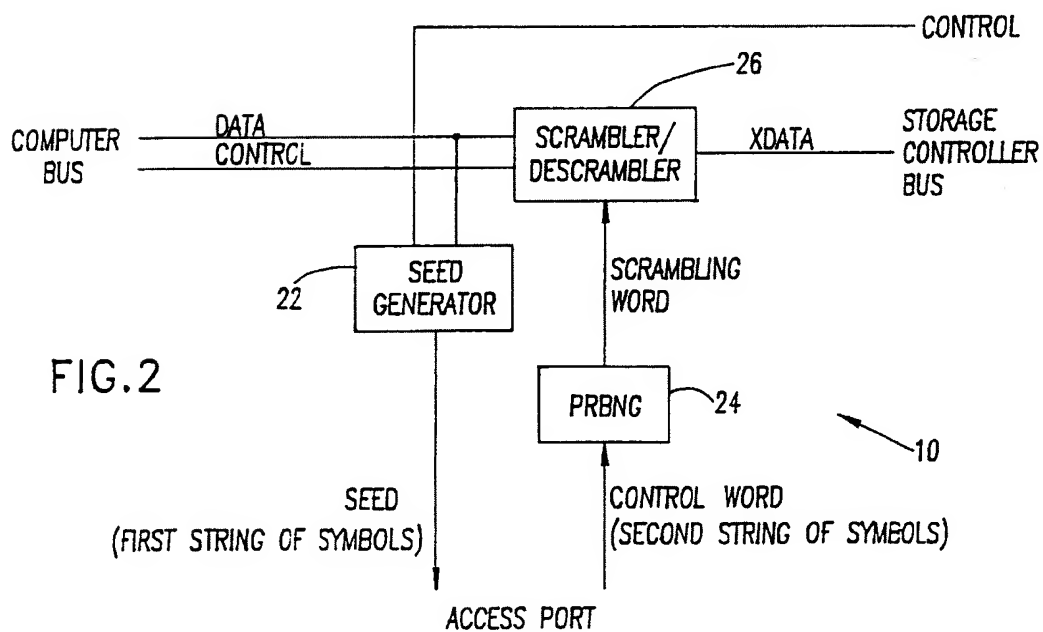 CONTROL
26
COMPUTER
BUS
DATA
CONTROL
SCRAMBLER/
DESCRAMBLER
XDATA
STORAGE
CONTROLLER
BUS
22
SEED
GENERATOR
SCRAMBLING
WORD
FIG.2
PRBNG
24
10
SEED
(FIRST STRING OF SYMBOLS)
CONTROL WORD
(SECOND STRING OF SYMBOLS)
ACCESS PORT